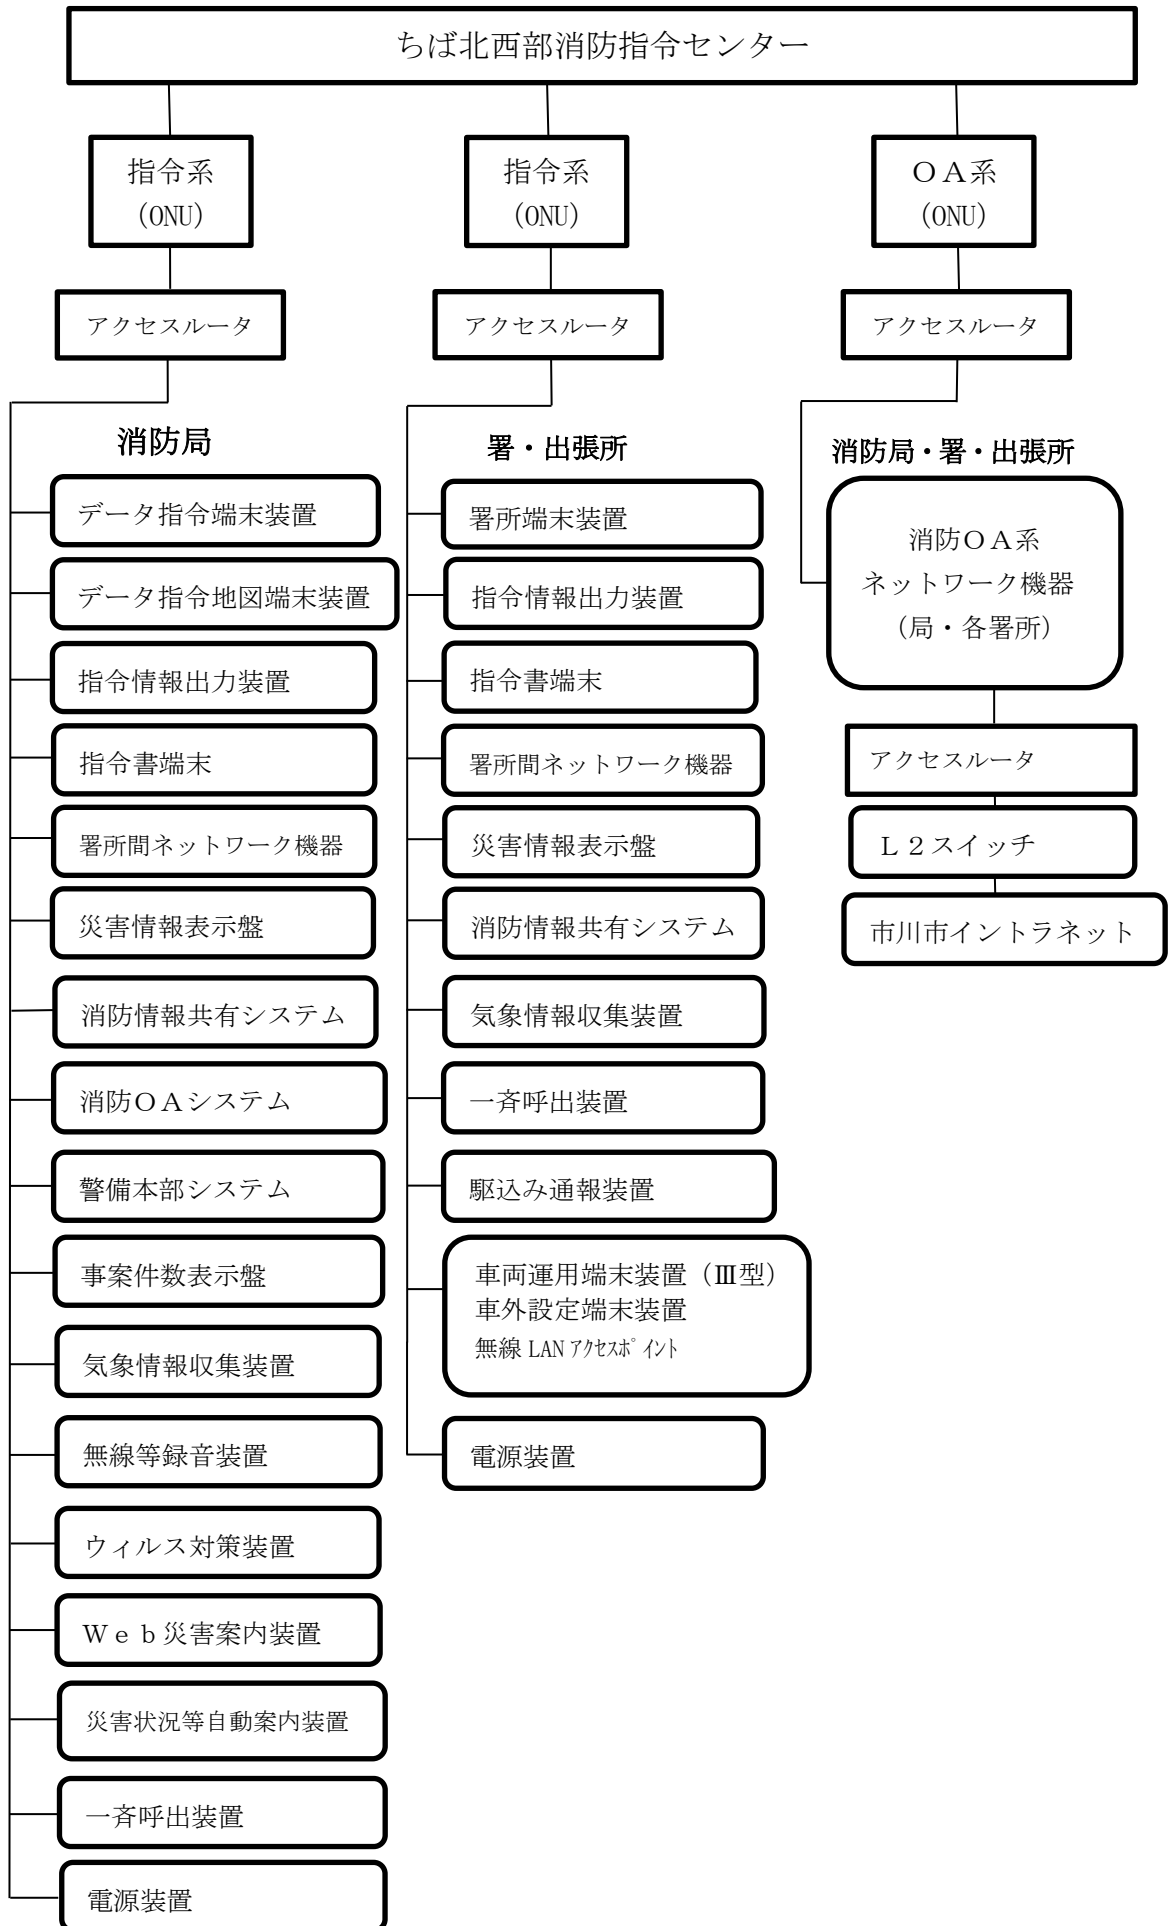 ちば北西部消防指令センター
指令系
（ONU）
アクセスルータ
消防局
データ指令端末装置
データ指令地図端末装置
指令情報出力装置
指令書端末
署所間ネットワーク機器
災害情報表示盤
消防情報共有システム
消防ＯＡシステム
警備本部システム
事案件数表示盤
気象情報収集装置
無線等録音装置
ウィルス対策装置
Ｗｅｂ災害案内装置
災害状況等自動案内装置
一斉呼出装置
電源装置
指令系
（ONU）
アクセスルータ
署・出張所
署所端末装置
指令情報出力装置
指令書端末
署所間ネットワーク機器
災害情報表示盤
消防情報共有システム
気象情報収集装置
一斉呼出装置
駆込み通報装置
車両運用端末装置（Ⅲ型）
車外設定端末装置
無線 LAN ｱｸｾｽﾎﾟｲﾝﾄ
電源装置
ＯＡ系
（ONU）
アクセスルータ
消防局・署・出張所
消防ＯＡ系
ネットワーク機器
（局・各署所）
アクセスルータ
Ｌ２スイッチ
市川市イントラネット